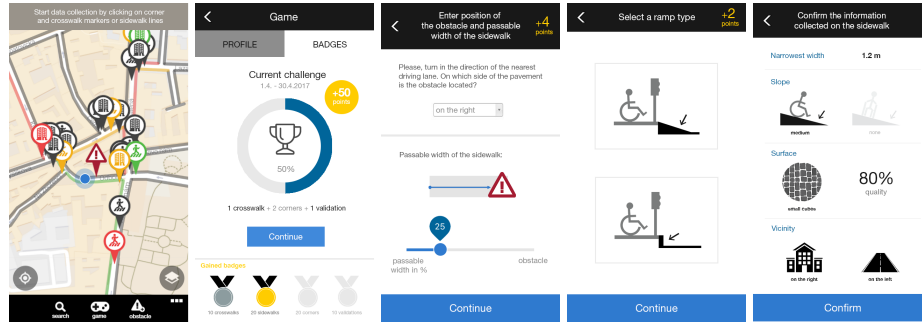 Start data collection by clicking on corner
and crosswalk markers or sidewalk lines
search
game
obstacle
Game
PROFILE
BADGES
Current challenge
1.4. - 30.4.2017
+50
points
50%
1 crosswalk + 2 corners + 1 validation
Continue
Gained badges
10 crosswalks
20 sidewalks
20 corners
10 validations
Enter position of
the obstacle and passable
width of the sidewalk
+4
points
Please, turn in the direction of the nearest
driving lane. On which side of the pavement
is the obstacle located?
on the right
Passable width of the sidewalk:
25
passable
width in %
obstacle
Continue
Select a ramp type
+2
points
Continue
Confirm the information
collected on the sidewalk
Narrowest width
1.2 m
Slope
medium
Surface
80%
quality
small cubes
Vicinity
on the right
on the left
Confirm